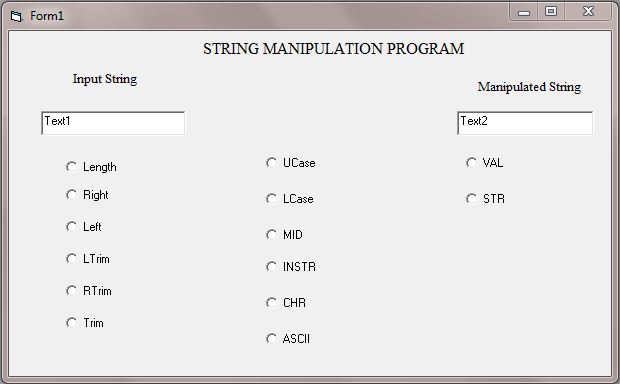 Form1
STRING MANIPULATION PROGRAM
Input String
Manipulated String
Text1
Text2
Length
Right
Left
LTrim
RTrim
Trim
UCase
LCase
MID
INSTR
CHR
ASCII
VAL
STR